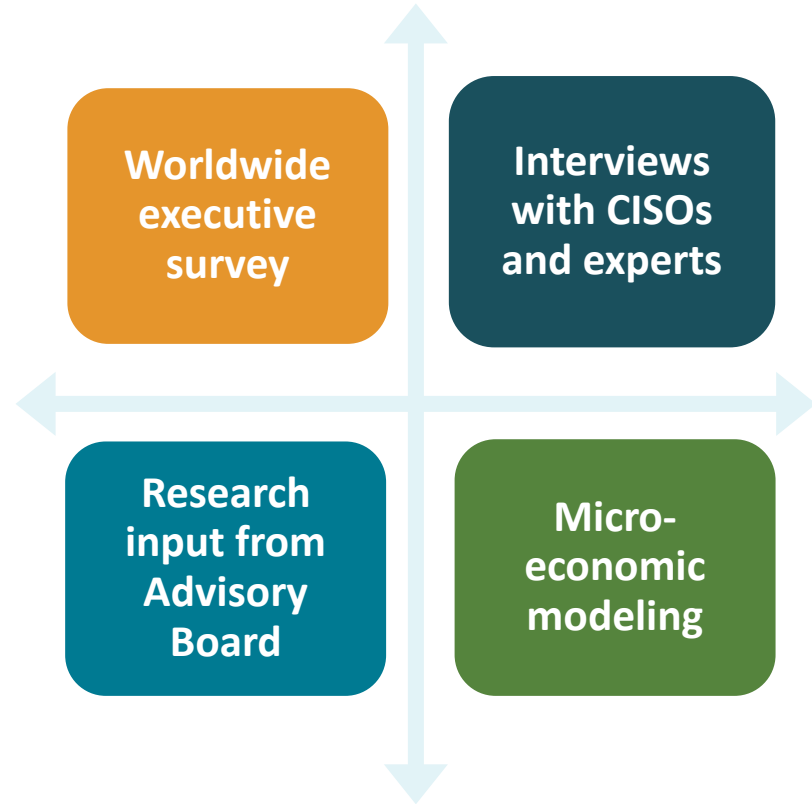 Worldwide
executive
survey
Interviews
with CISOs
and experts
Research
input from
Advisory
Board
Micro-
economic
modeling